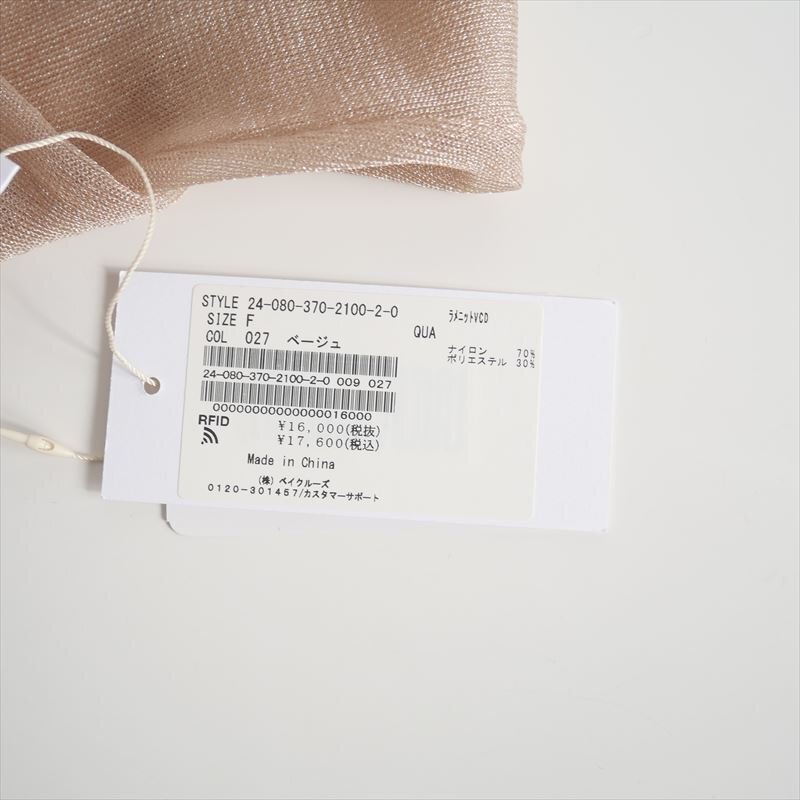 STYLE 24-080-370-2100-2-0
ラメニットVCD
SIZE F
QUA
COL 027 ベージュ
ナイロン 70%
ポリエステル 30%
24-080-370-2100-2-0 009 027
00000000000000016000
RFID
¥16,000(税抜)
¥17,600(税込)
Made in China
(株) ベイクルーズ
0120-301457/カスタマーサポート